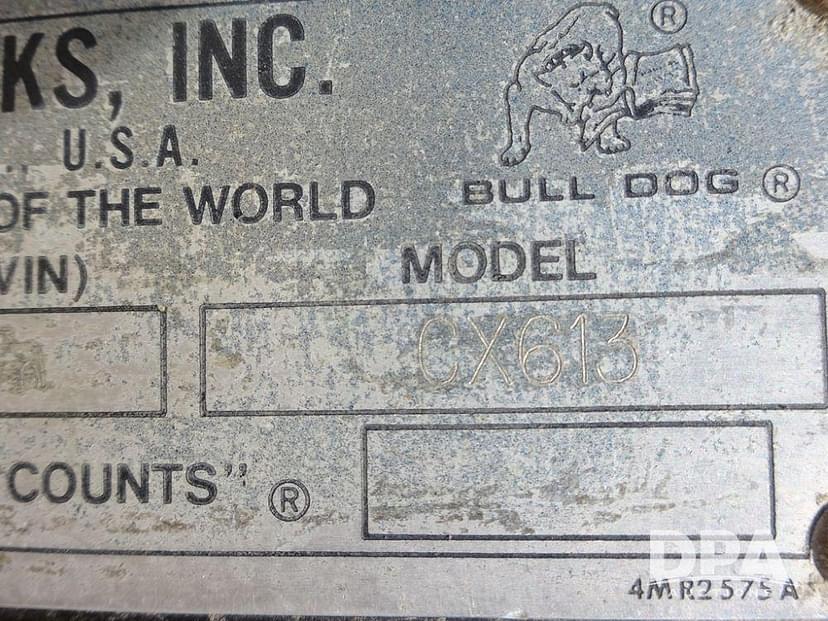 KS, INC.
®
U.S.A.
OF THE WORLD
BULL DOG ®
VIN)
MODEL
CX613
COUNTS" ®
DPA
4MR2575A